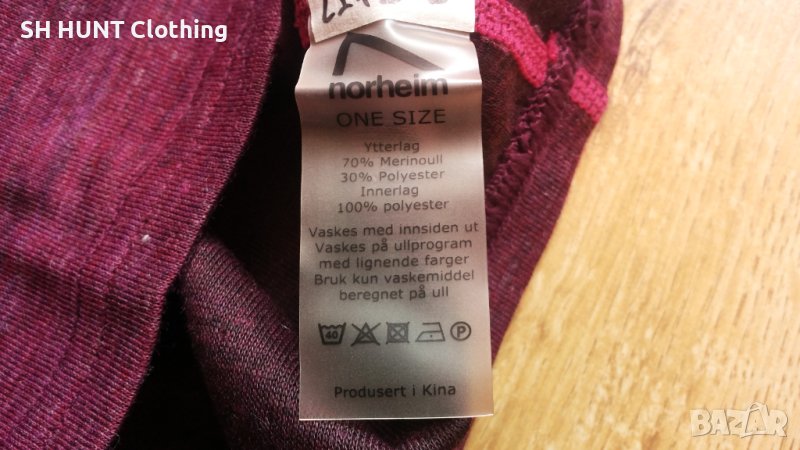 SH HUNT Clothing
norheim
ONE SIZE
Ytterlag
70% Merinoull
30% Polyester
Innerlag
100% polyester
Vaskes med innsiden ut
Vaskes på ullprogram
med lignende farger
Bruk kun vaskemiddel
beregnet på ull
40
P
Produsert i Kina
BAZAR